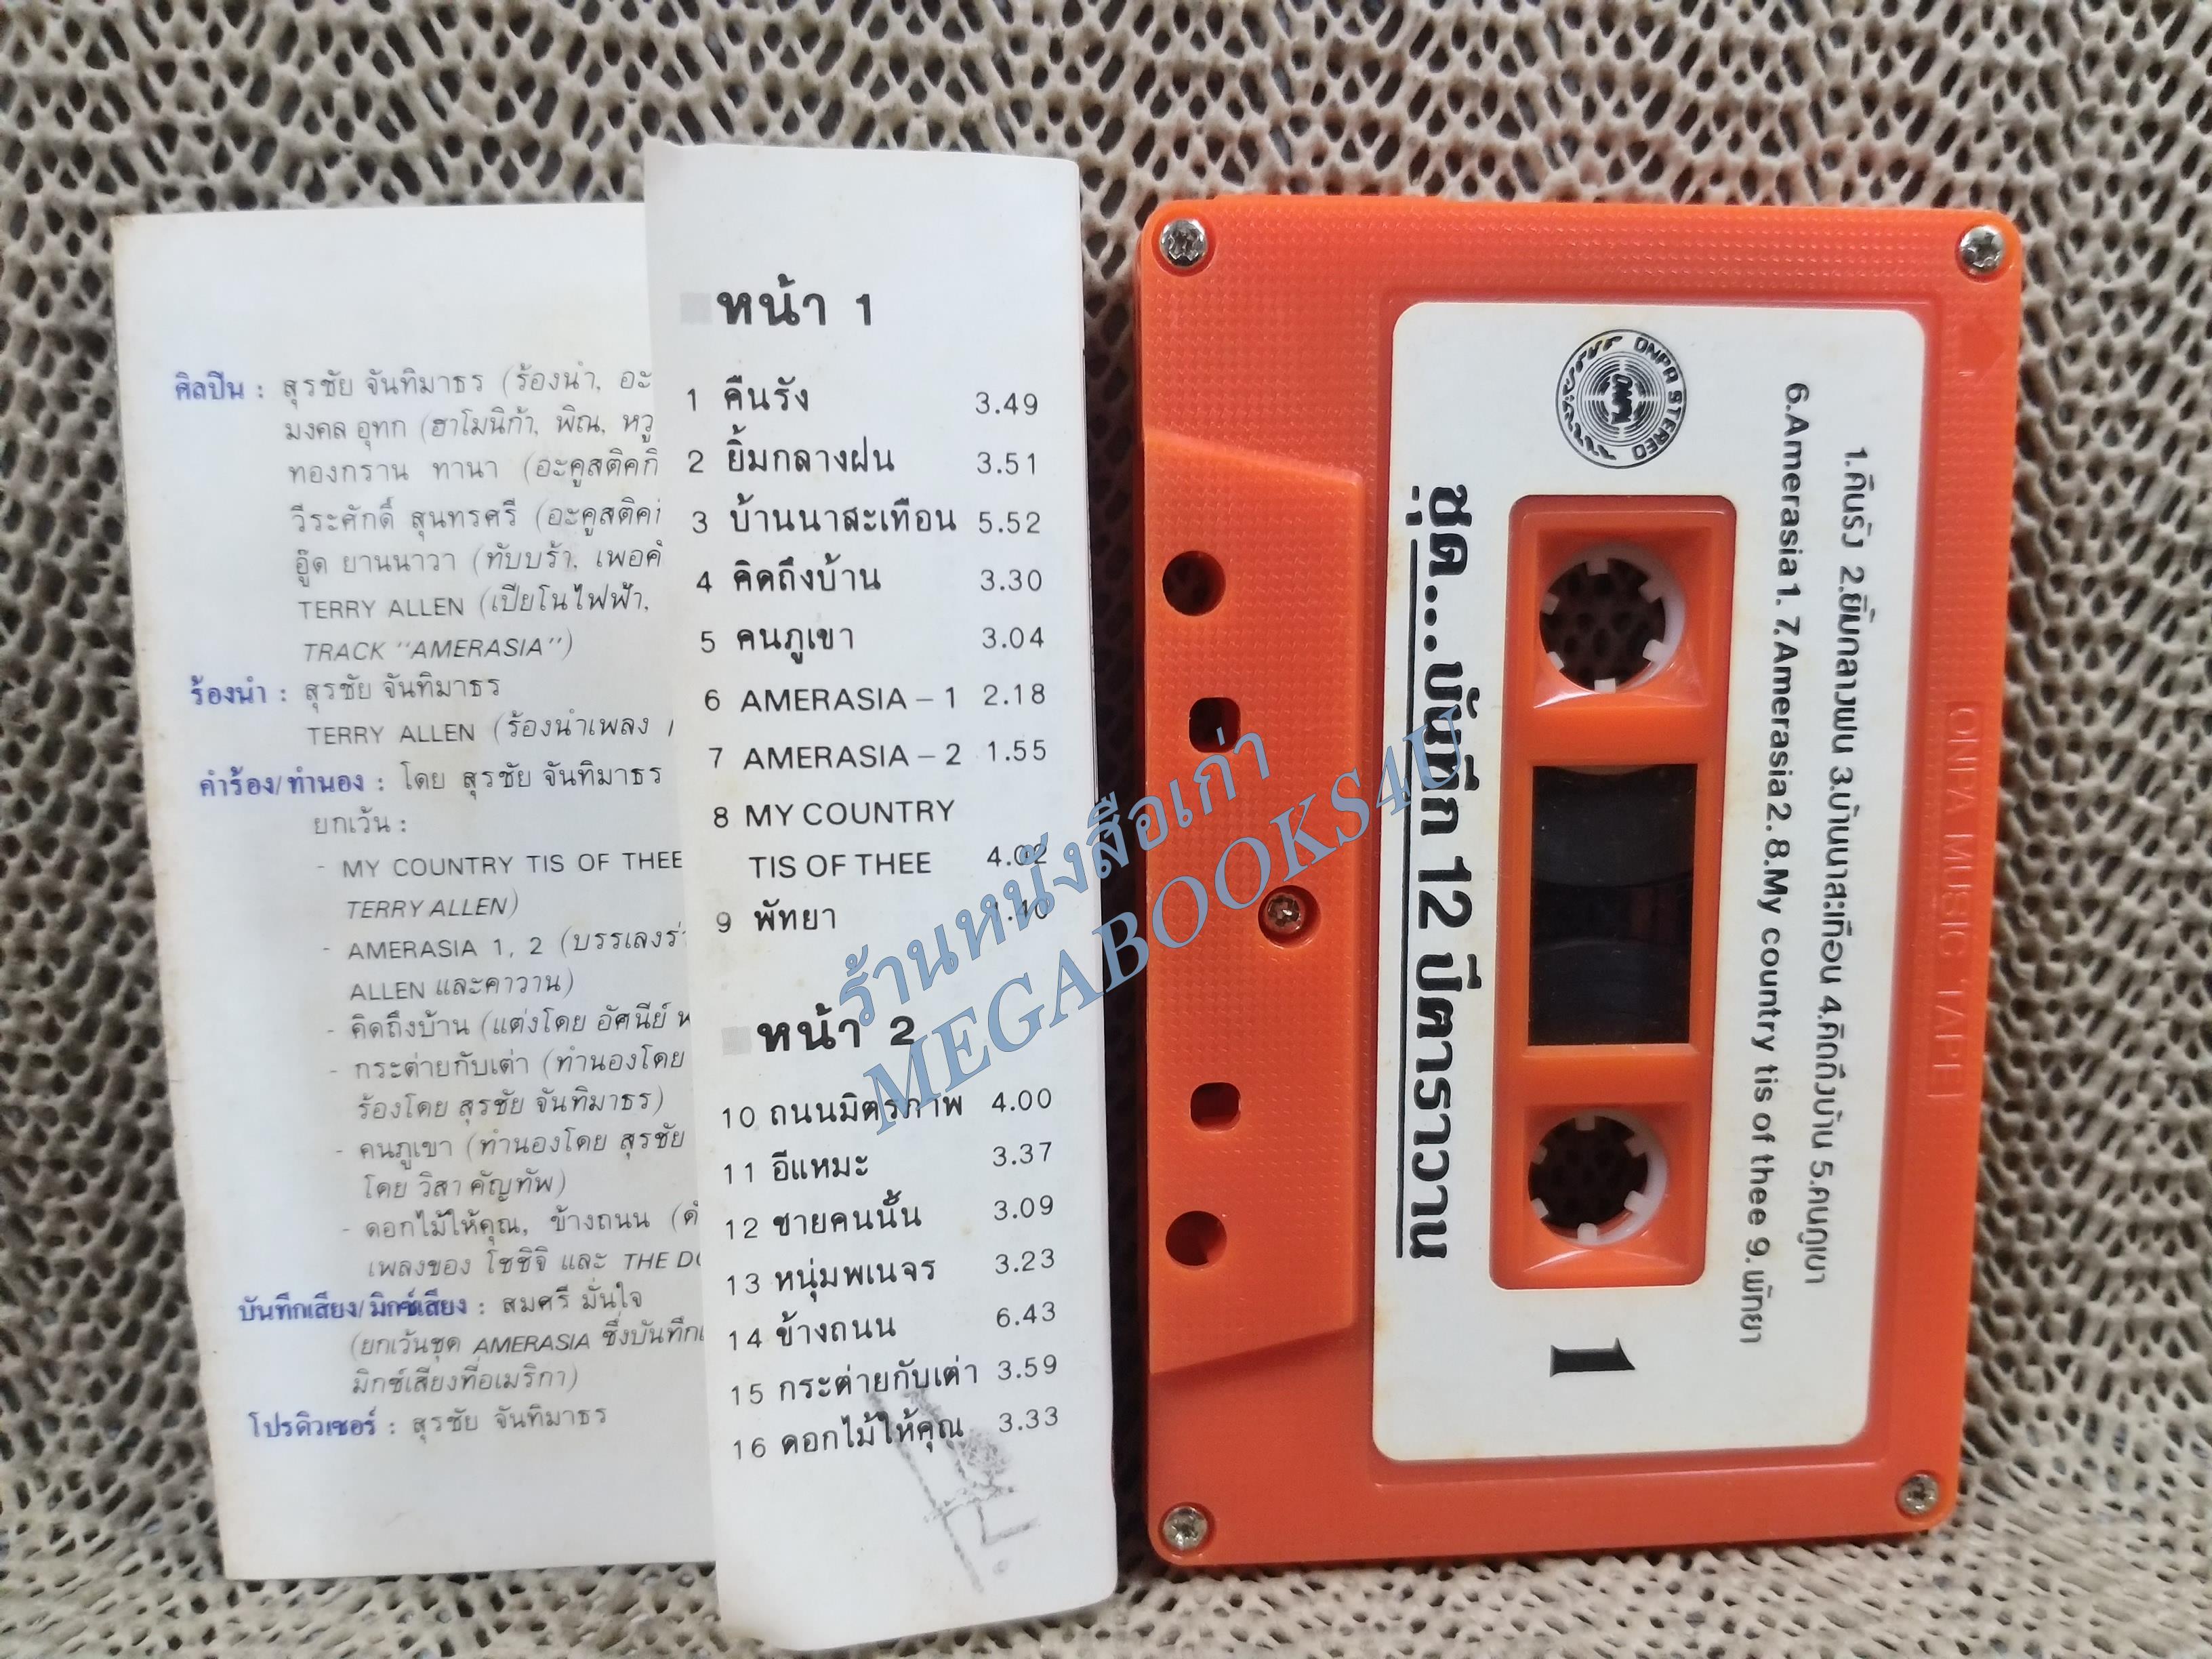 ศิลปิน : สุรชัย จันทิมาธร (ร้องนำ, อะ
มงคล อุทก (ฮาโมนิก้า, พิณ, หวู
ทองกราน ทานา (อะคูสติคกี
วีระศักดิ์ สุนทรศรี (อะคูสติค
อู๊ด ยานนาวา (ทับบร้า, เพอค
TERRY ALLEN (เปียโนไฟฟ้า,
TRACK "AMERASIA")
ร้องนำ : สุรชัย จันทิมาธร
TERRY ALLEN (ร้องนำเพลง
คำร้อง/ทำนอง : โดย สุรชัย จันทิมาธร
ยกเว้น :
- MY COUNTRY TIS OF THEE
TERRY ALLEN)
- AMERASIA 1, 2 (บรรเลงร่
ALLEN และคาวาน)
- คิดถึงบ้าน (แต่งโดย อัศนีย์ พ
- กระต่ายกับเต่า (ทำนองโดย
ร้องโดย สุรชัย จันทิมาธร)
- คนภูเขา (ทำนองโดย สุรชัย
โดย วิสา คัญทัพ)
- ดอกไม้ให้คุณ, ข้างถนน (ค
เพลงของ โชชิจิ และ THE DO
บันทึกเสียง/มิกซ์เสียง : สมศรี มั่นใจ
(ยกเว้นชุด AMERASIA ซึ่งบันทึก
มิกซ์เสียงที่อเมริกา)
โปรดิวเซอร์ : สุรชัย จันทิมาธร
หน้า 1
1 คืนรัง 3.49
2 ยิ้มกลางฝน 3.51
3 บ้านนาสะเทือน 5.52
4 คิดถึงบ้าน 3.30
5 คนภูเขา 3.04
6 AMERASIA – 1 2.18
7 AMERASIA – 2 1.55
8 MY COUNTRY
TIS OF THEE 4.02
9 พัทยา 1.40
หน้า 2
10 ถนนมิตรภาพ 4.00
11 อีแหมะ 3.37
12 ชายคนนั้น 3.09
13 หนุ่มพเนจร 3.23
14 ข้างถนน 6.43
15 กระต่ายกับเต่า 3.59
16 ดอกไม้ให้คุณ 3.33
ร้านหนังสือเก่า
MEGABOOKS4U
ONPA MUSIC TAPE
1.คืนรัง 2.ยิ้มกลางฝน 3.บ้านนาสะเทือน 4.คิดถึงบ้าน 5.คนภูเขา
6.Amerasia1. 7.Amerasia2. 8.My country tis of thee 9. พัทยา
ONPA STEREO
ONPA
1
ชุด....บันทึก 12 ปีคาราวาน